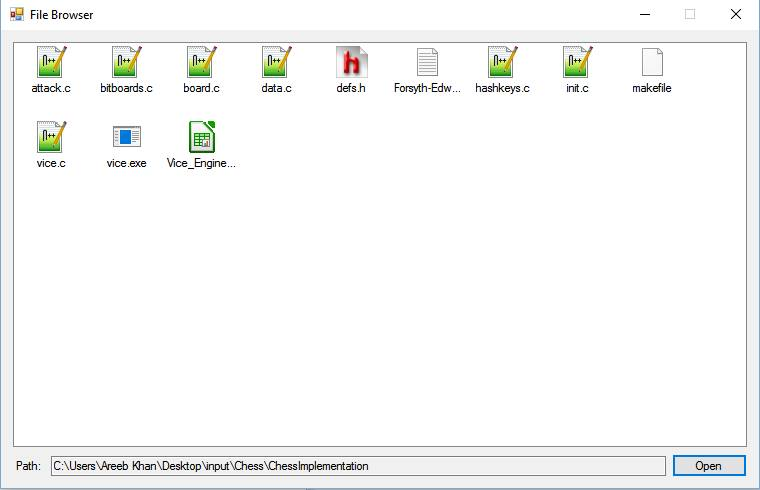 File Browser
attack.c bitboards.c board.c data.c defs.h Forsyth-Edw... hashkeys.c init.c makefile
vice.c vice.exe Vice_Engine...
Path: C:\Users\Areeb Khan\Desktop\input\Chess\ChessImplementation Open